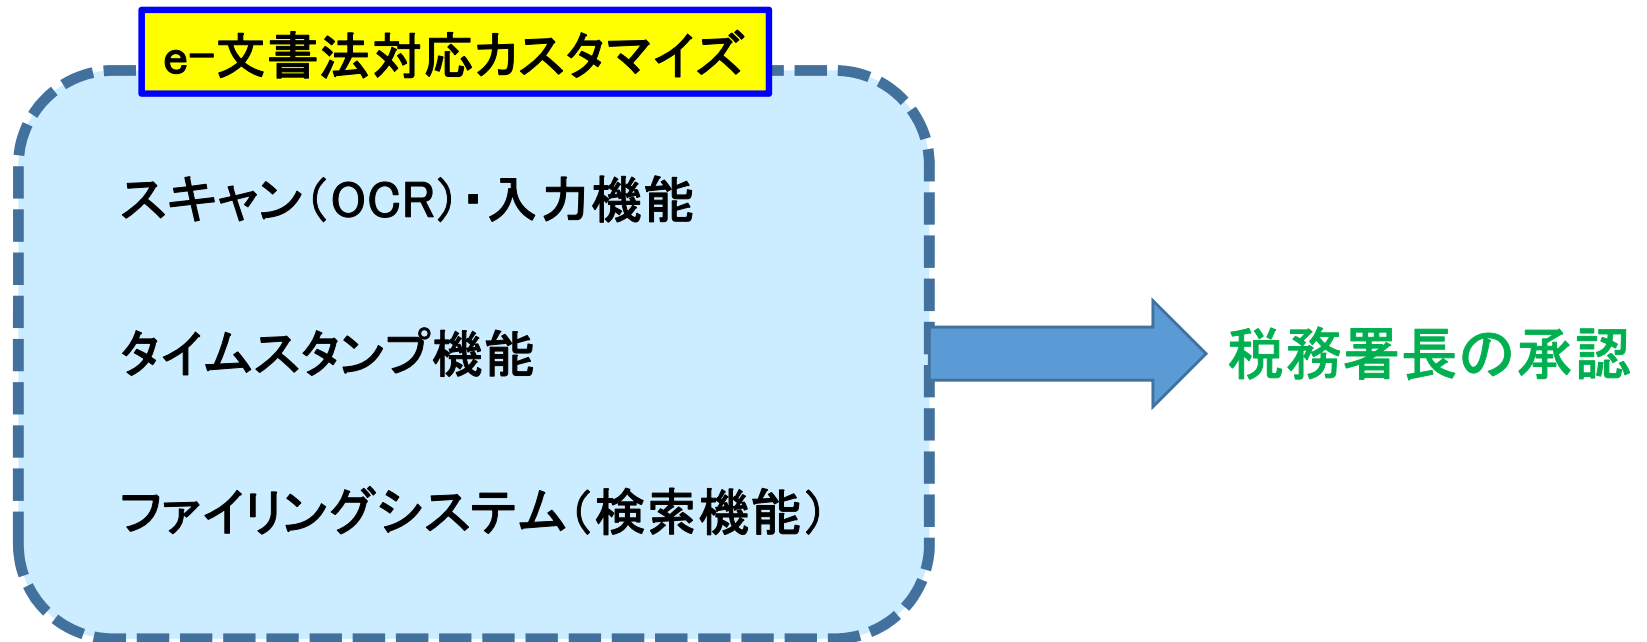 e-文書法対応カスタマイズ
スキャン（OCR）・入力機能
タイムスタンプ機能
税務署長の承認
ファイリングシステム（検索機能）